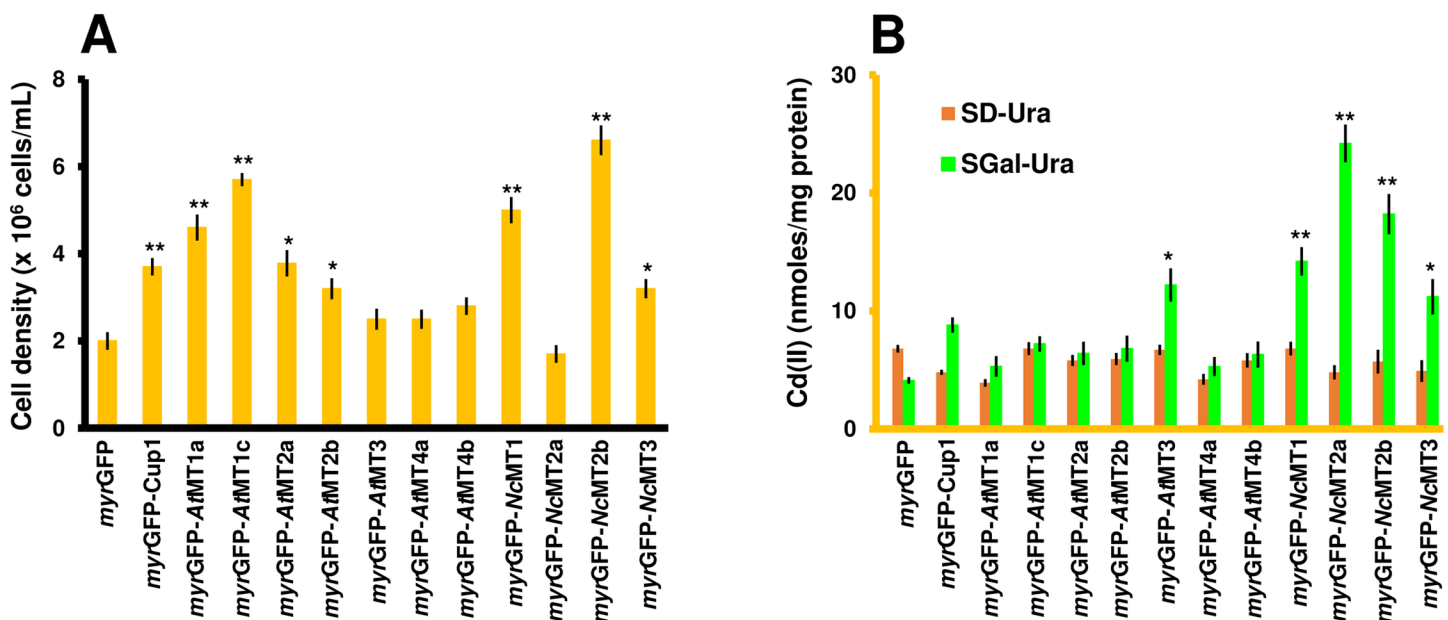 A
Cell density (x 10⁶ cells/mL)
8
6
4
2
0
**
**
**
*
*
**
**
*
myrGFP
myrGFP-Cup1
myrGFP-AtMT1a
myrGFP-AtMT1c
myrGFP-AtMT2a
myrGFP-AtMT2b
myrGFP-AtMT3
myrGFP-AtMT4a
myrGFP-AtMT4b
myrGFP-NcMT1
myrGFP-NcMT2a
myrGFP-NcMT2b
myrGFP-NcMT3
B
Cd(II) (nmoles/mg protein)
30
20
10
0
SD-Ura
SGal-Ura
*
**
**
**
*
myrGFP
myrGFP-Cup1
myrGFP-AtMT1a
myrGFP-AtMT1c
myrGFP-AtMT2a
myrGFP-AtMT2b
myrGFP-AtMT3
myrGFP-AtMT4a
myrGFP-AtMT4b
myrGFP-NcMT1
myrGFP-NcMT2a
myrGFP-NcMT2b
myrGFP-NcMT3